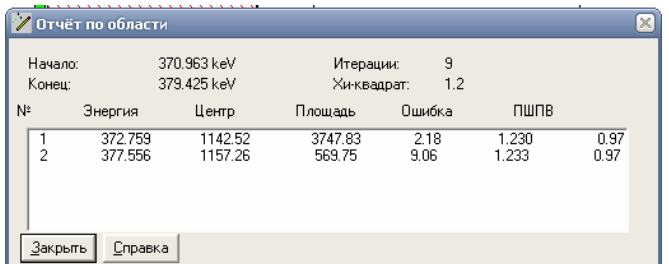 Отчёт по области
Начало: 370.963 keV Итерации: 9
Конец: 379.425 keV Хи-квадрат: 1.2
№ Энергия Центр Площадь Ошибка ПШПВ
1 372.759 1142.52 3747.83 2.18 1.230 0.97
2 377.556 1157.26 569.75 9.06 1.233 0.97
Закрыть Справка